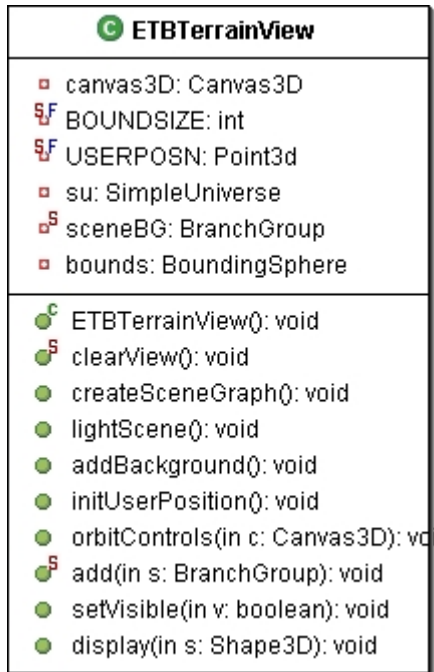 C ETBTerrainView
canvas3D: Canvas3D
S F BOUNDSIZE: int
S F USERPOSN: Point3d
su: SimpleUniverse
S sceneBG: BranchGroup
bounds: BoundingSphere
C ETBTerrainView(): void
S clearView(): void
createSceneGraph(): void
lightScene(): void
addBackground(): void
initUserPosition(): void
orbitControls(in c: Canvas3D): vo
S add(in s: BranchGroup): void
setVisible(in v: boolean): void
display(in s: Shape3D): void